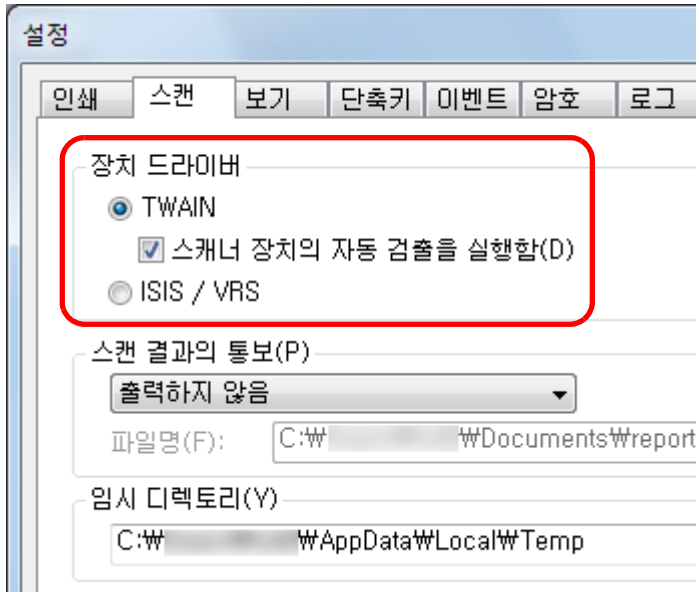 설정
인쇄 스캔 보기 단축키 이벤트 암호 로그
장치 드라이버
TWAIN
스캐너 장치의 자동 검출을 실행함(D)
ISIS / VRS
스캔 결과의 통보(P)
출력하지 않음
파일명(F): C:₩ ₩Documents₩report
임시 디렉토리(Y)
C:₩ ₩AppData₩Local₩Temp